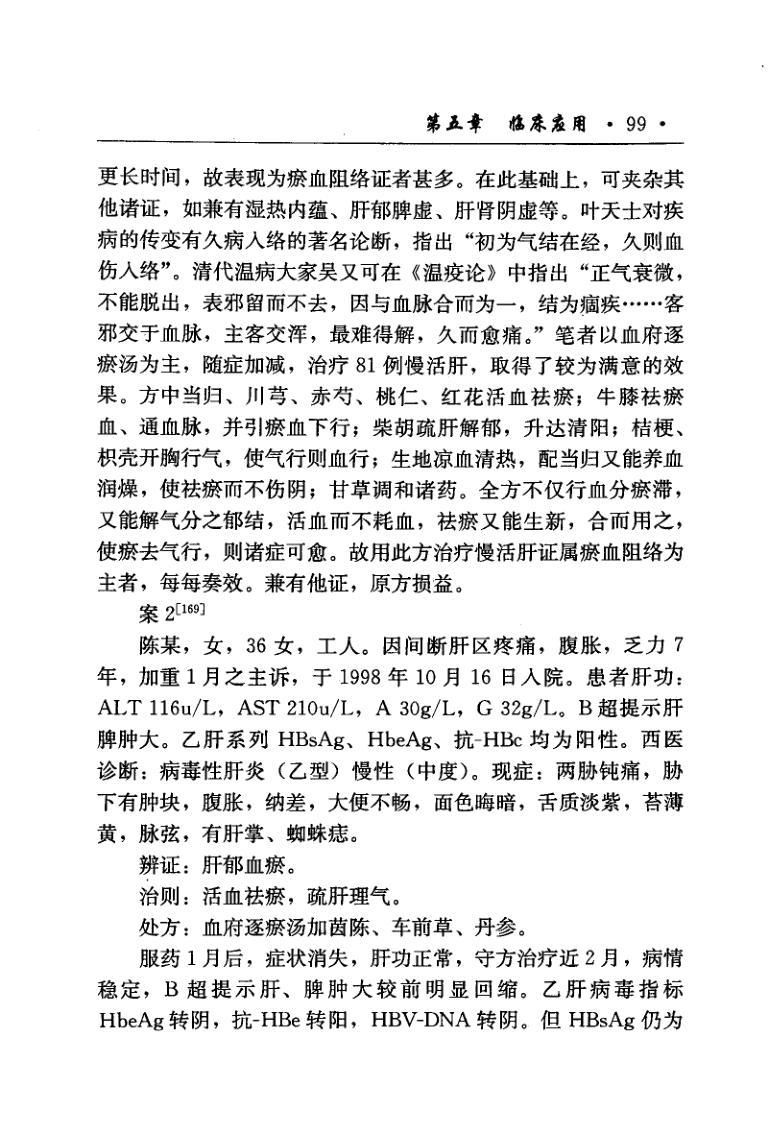 第五章 临床应用 · 99 ·
更长时间，故表现为瘀血阻络证者甚多。在此基础上，可夹杂其
他诸证，如兼有湿热内蕴、肝郁脾虚、肝肾阴虚等。叶天士对疾
病的传变有久病入络的著名论断，指出“初为气结在经，久则血
伤入络”。清代温病大家吴又可在《温疫论》中指出“正气衰微，
不能脱出，表邪留而不去，因与血脉合而为一，结为痼疾……客
邪交于血脉，主客交浑，最难得解，久而愈痛。”笔者以血府逐
瘀汤为主，随症加减，治疗 81 例慢活肝，取得了较为满意的效
果。方中当归、川芎、赤芍、桃仁、红花活血祛瘀；牛膝祛瘀
血、通血脉，并引瘀血下行；柴胡疏肝解郁，升达清阳；桔梗、
枳壳开胸行气，使气行则血行；生地凉血清热，配当归又能养血
润燥，使祛瘀而不伤阴；甘草调和诸药。全方不仅行血分瘀滞，
又能解气分之郁结，活血而不耗血，祛瘀又能生新，合而用之，
使瘀去气行，则诸症可愈。故用此方治疗慢活肝证属瘀血阻络为
主者，每每奏效。兼有他证，原方损益。
案 2[169]
陈某，女，36 女，工人。因间断肝区疼痛，腹胀，乏力 7
年，加重 1 月之主诉，于 1998 年 10 月 16 日入院。患者肝功：
ALT 116u/L，AST 210u/L，A 30g/L，G 32g/L。B 超提示肝
脾肿大。乙肝系列 HBsAg、HbeAg、抗-HBc 均为阳性。西医
诊断：病毒性肝炎（乙型）慢性（中度）。现症：两胁钝痛，胁
下有肿块，腹胀，纳差，大便不畅，面色晦暗，舌质淡紫，苔薄
黄，脉弦，有肝掌、蜘蛛痣。
辨证：肝郁血瘀。
治则：活血祛瘀，疏肝理气。
处方：血府逐瘀汤加茵陈、车前草、丹参。
服药 1 月后，症状消失，肝功正常，守方治疗近 2 月，病情
稳定，B 超提示肝、脾肿大较前明显回缩。乙肝病毒指标
HbeAg 转阴，抗-HBe 转阳，HBV-DNA 转阴。但 HBsAg 仍为